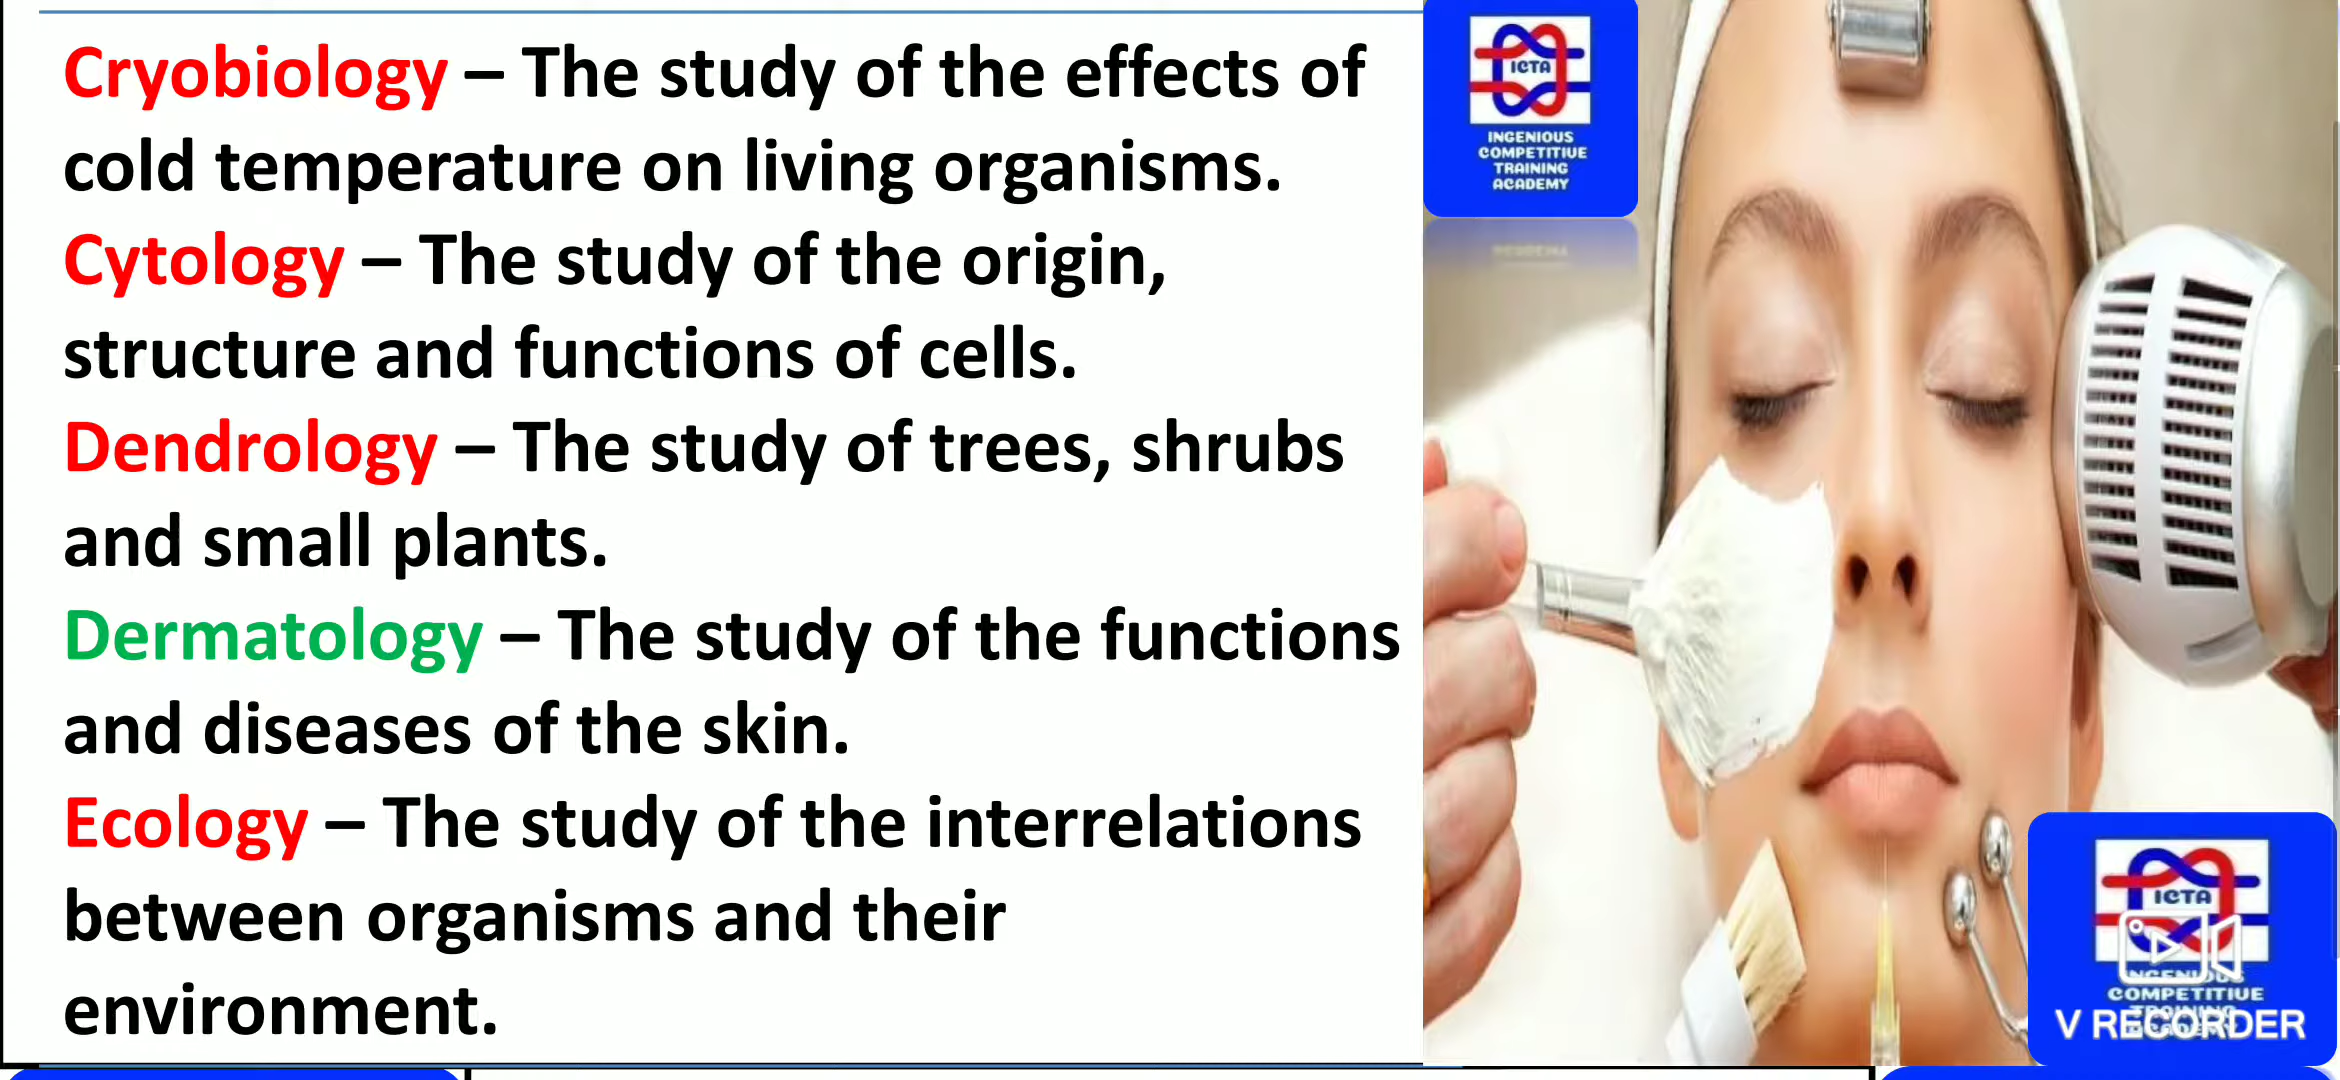 Cryobiology – The study of the effects of
cold temperature on living organisms.
Cytology – The study of the origin,
structure and functions of cells.
Dendrology – The study of trees, shrubs
and small plants.
Dermatology – The study of the functions
and diseases of the skin.
Ecology – The study of the interrelations
between organisms and their
environment.
ICTA
INGENIOUS
COMPETITIVE
TRAINING
ACADEMY
ICTA
INGENIOUS
COMPETITIVE
TRAINING
ACADEMY
V RECORDER